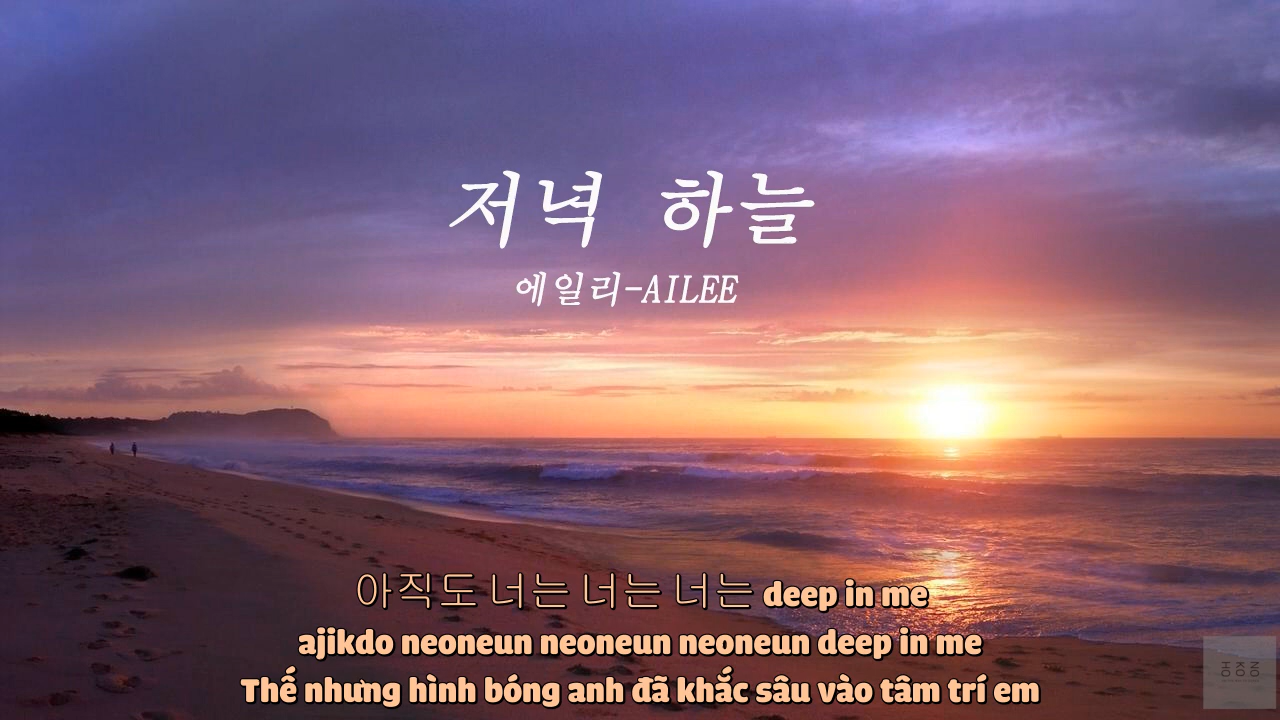 저녁 하늘
에일리-AILEE
아직도 너는 너는 너는 deep in me
ajikdo neoneun neoneun neoneun deep in me
Thế nhưng hình bóng anh đã khắc sâu vào tâm trí em